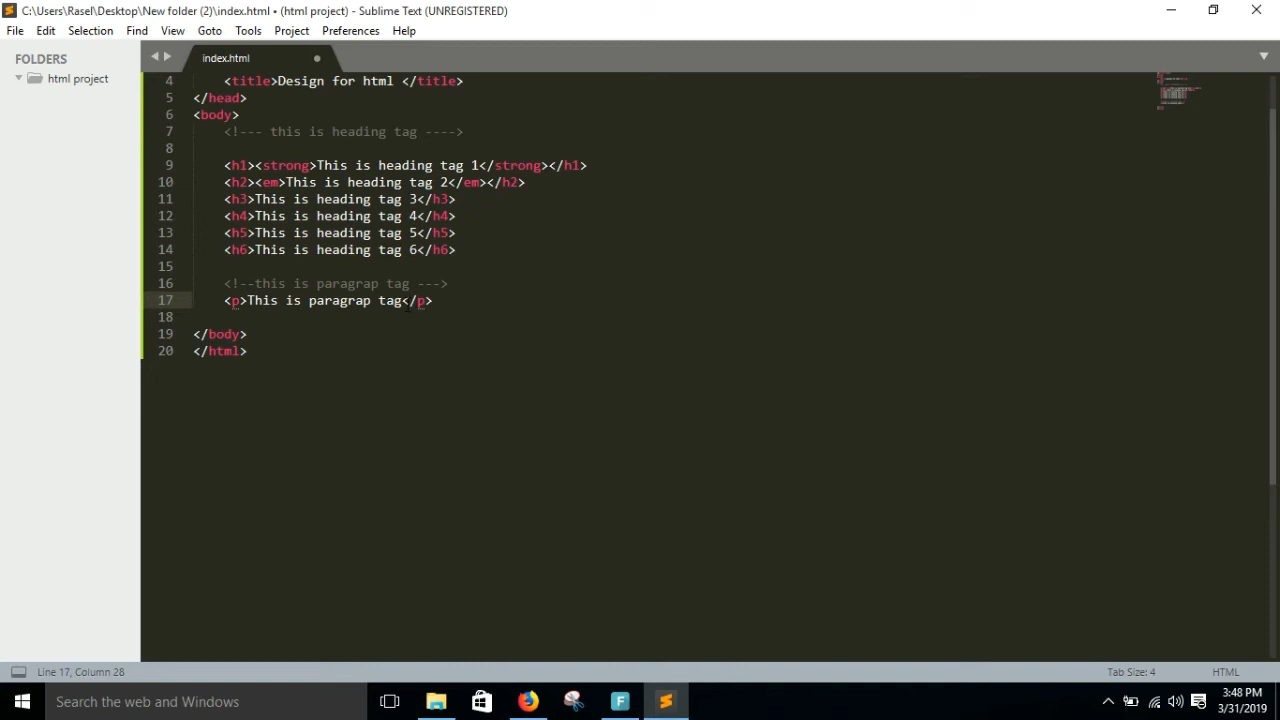 C:\Users\Rasel\Desktop\New folder (2)\index.html • (html project) - Sublime Text (UNREGISTERED)
File Edit Selection Find View Goto Tools Project Preferences Help
FOLDERS
html project
index.html
4 <title>Design for html </title>
5 </head>
6 <body>
7 <!--- this is heading tag ---->
8
9 <h1><strong>This is heading tag 1</strong></h1>
10 <h2><em>This is heading tag 2</em></h2>
11 <h3>This is heading tag 3</h3>
12 <h4>This is heading tag 4</h4>
13 <h5>This is heading tag 5</h5>
14 <h6>This is heading tag 6</h6>
15
16 <!--this is paragrap tag --->
17 <p>This is paragrap tag</p>
18
19 </body>
20 </html>
Line 17, Column 28
Tab Size: 4
HTML
Search the web and Windows
3:48 PM
3/31/2019